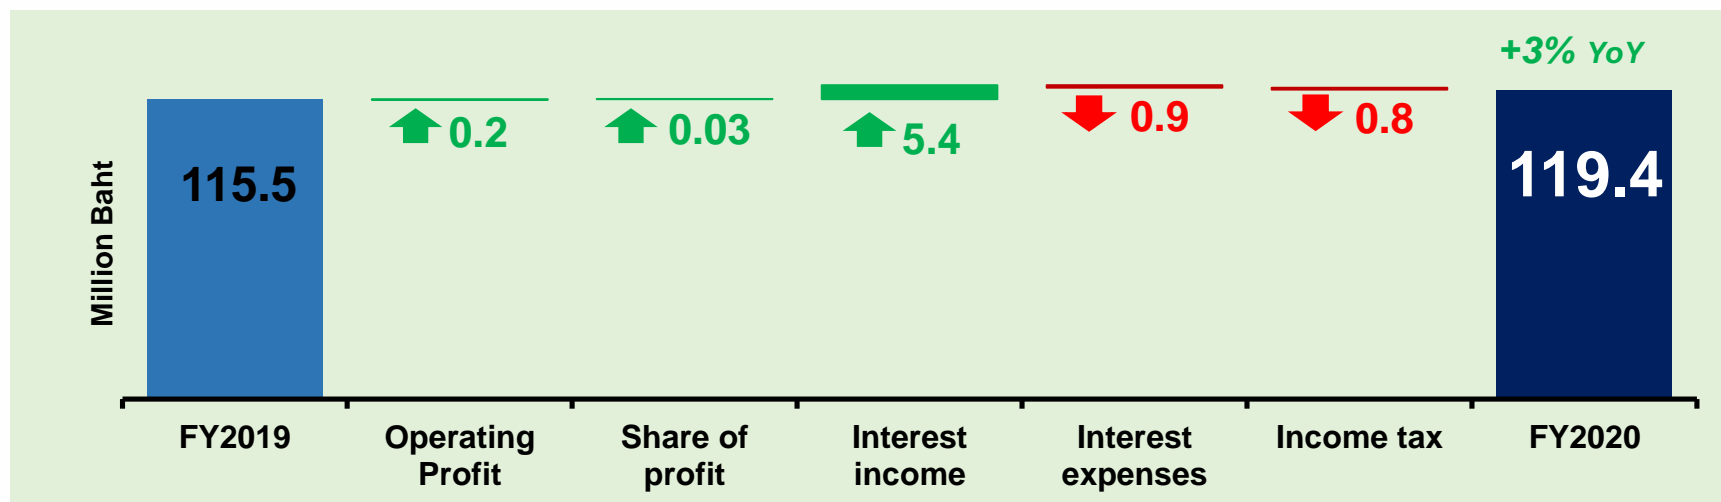 +3% YoY
115.5
0.2
0.03
5.4
0.9
0.8
119.4
Million Baht
FY2019
Operating
Profit
Share of
profit
Interest
income
Interest
expenses
Income tax
FY2020